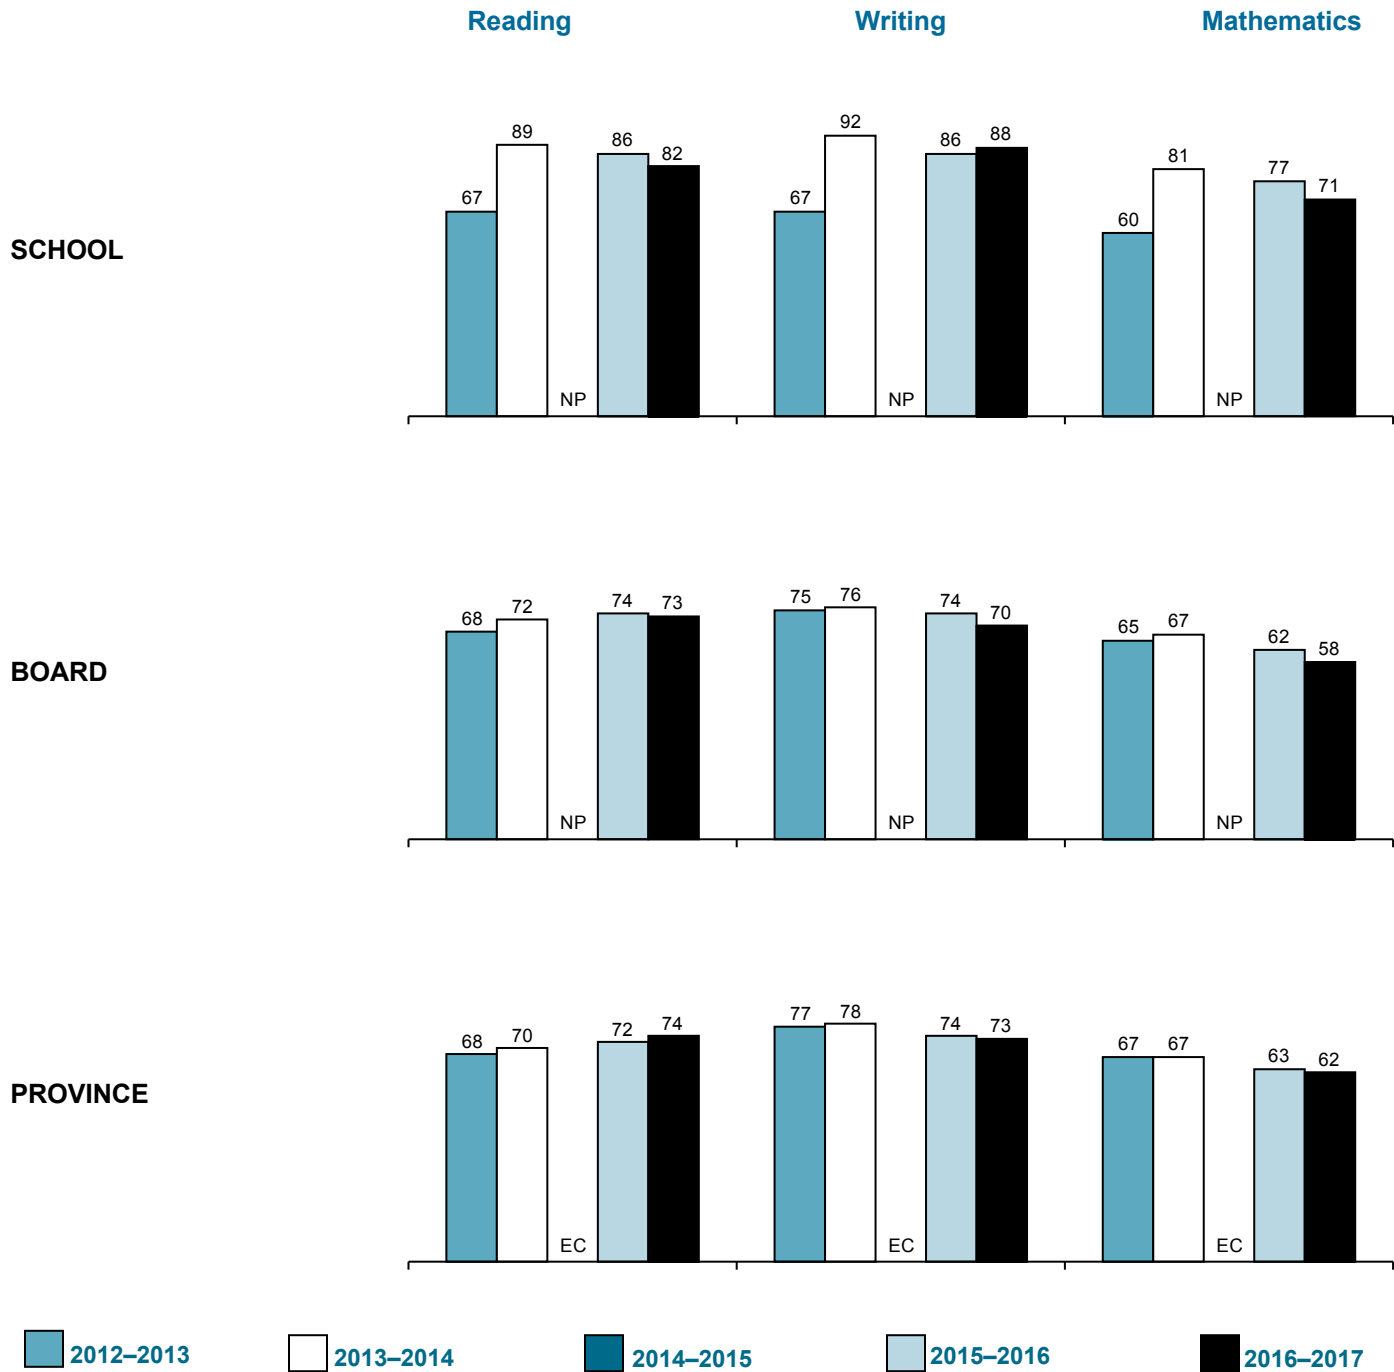 Reading Writing Mathematics
SCHOOL
67 89 NP 86 82
67 92 NP 86 88
60 81 NP 77 71
BOARD
68 72 NP 74 73
75 76 NP 74 70
65 67 NP 62 58
PROVINCE
68 70 EC 72 74
77 78 EC 74 73
67 67 EC 63 62
2012–2013 2013–2014 2014–2015 2015–2016 2016–2017